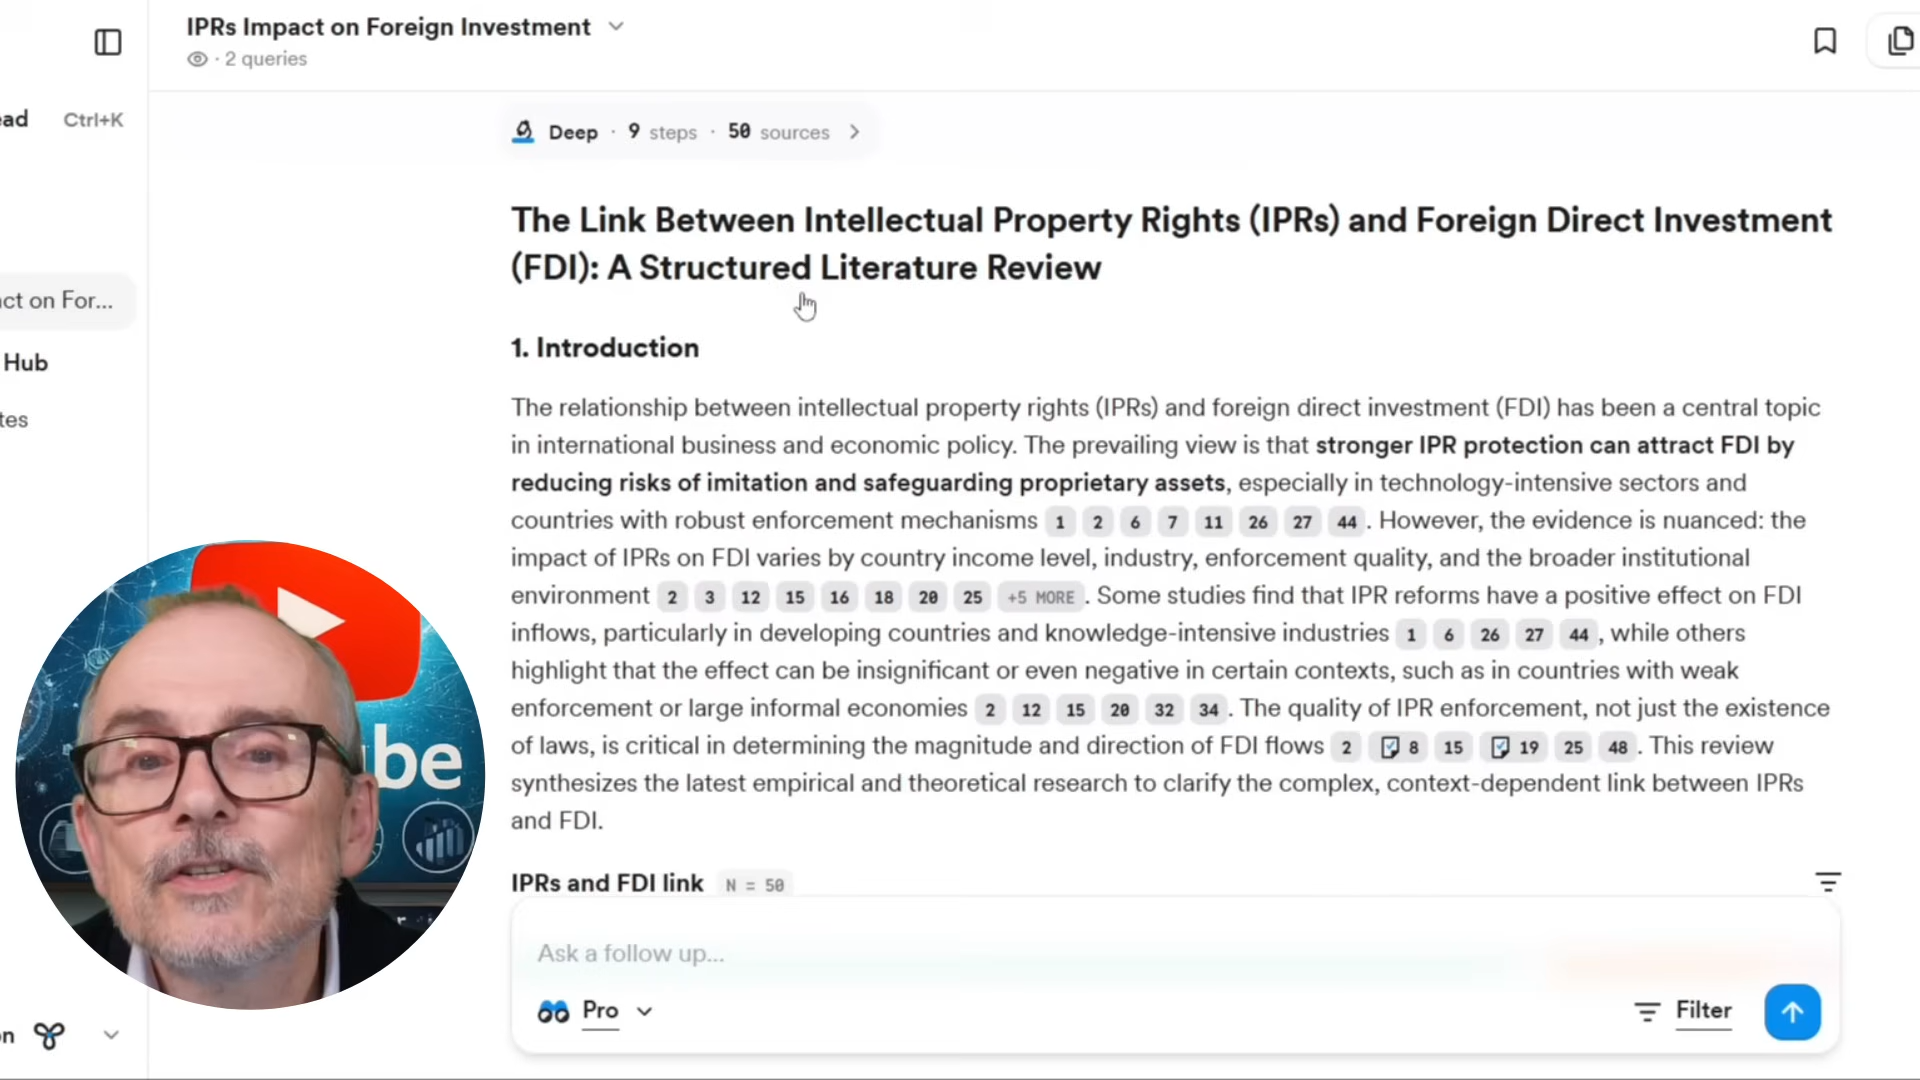 IPRs Impact on Foreign Investment
· 2 queries
ead Ctrl+K
Deep · 9 steps · 50 sources
The Link Between Intellectual Property Rights (IPRs) and Foreign Direct Investment
(FDI): A Structured Literature Review
act on For...
Hub
tes
1. Introduction
The relationship between intellectual property rights (IPRs) and foreign direct investment (FDI) has been a central topic
in international business and economic policy. The prevailing view is that stronger IPR protection can attract FDI by
reducing risks of imitation and safeguarding proprietary assets, especially in technology-intensive sectors and
countries with robust enforcement mechanisms 1 2 6 7 11 26 27 44 . However, the evidence is nuanced: the
impact of IPRs on FDI varies by country income level, industry, enforcement quality, and the broader institutional
environment 2 3 12 15 16 18 20 25 +5 MORE . Some studies find that IPR reforms have a positive effect on FDI
inflows, particularly in developing countries and knowledge-intensive industries 1 6 26 27 44 , while others
highlight that the effect can be insignificant or even negative in certain contexts, such as in countries with weak
enforcement or large informal economies 2 12 15 20 32 34 . The quality of IPR enforcement, not just the existence
of laws, is critical in determining the magnitude and direction of FDI flows 2 8 15 19 25 48 . This review
synthesizes the latest empirical and theoretical research to clarify the complex, context-dependent link between IPRs
and FDI.
IPRs and FDI link N = 50
Ask a follow up...
Pro
Filter
be
on